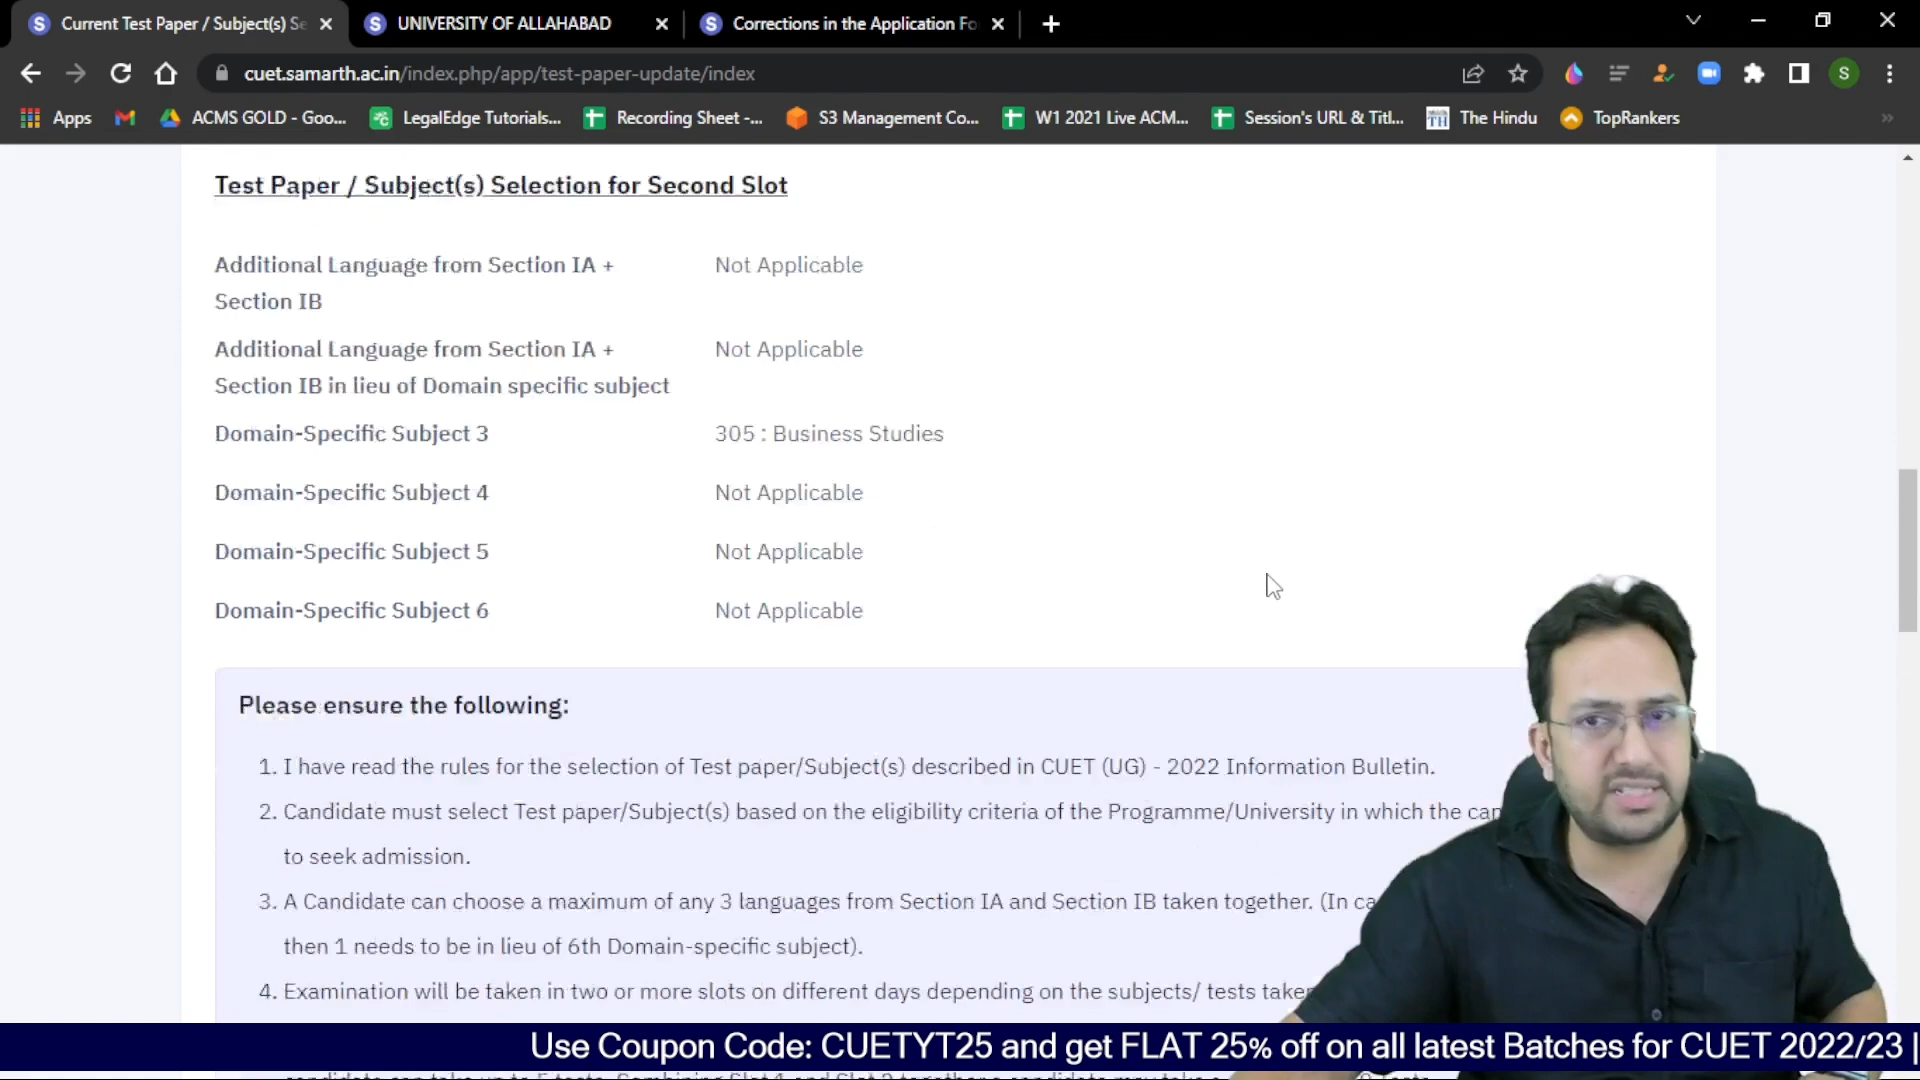 Current Test Paper / Subject(s) Se
UNIVERSITY OF ALLAHABAD
Corrections in the Application Fo
cuet.samarth.ac.in/index.php/app/test-paper-update/index
S
Apps
ACMS GOLD - Goo...
LegalEdge Tutorials...
Recording Sheet -...
S3 Management Co...
W1 2021 Live ACM...
Session's URL & Titl...
The Hindu
TopRankers
Test Paper / Subject(s) Selection for Second Slot
Additional Language from Section IA + Not Applicable
Section IB
Additional Language from Section IA + Not Applicable
Section IB in lieu of Domain specific subject
Domain-Specific Subject 3 305 : Business Studies
Domain-Specific Subject 4 Not Applicable
Domain-Specific Subject 5 Not Applicable
Domain-Specific Subject 6 Not Applicable
Please ensure the following:
1. I have read the rules for the selection of Test paper/Subject(s) described in CUET (UG) - 2022 Information Bulletin.
2. Candidate must select Test paper/Subject(s) based on the eligibility criteria of the Programme/University in which the
to seek admission.
3. A Candidate can choose a maximum of any 3 languages from Section IA and Section IB taken together. (In
then 1 needs to be in lieu of 6th Domain-specific subject).
4. Examination will be taken in two or more slots on different days depending on the subjects/ tests taken
Use Coupon Code: CUETYT25 and get FLAT 25% off on all latest Batches for CUET 2022/23 |